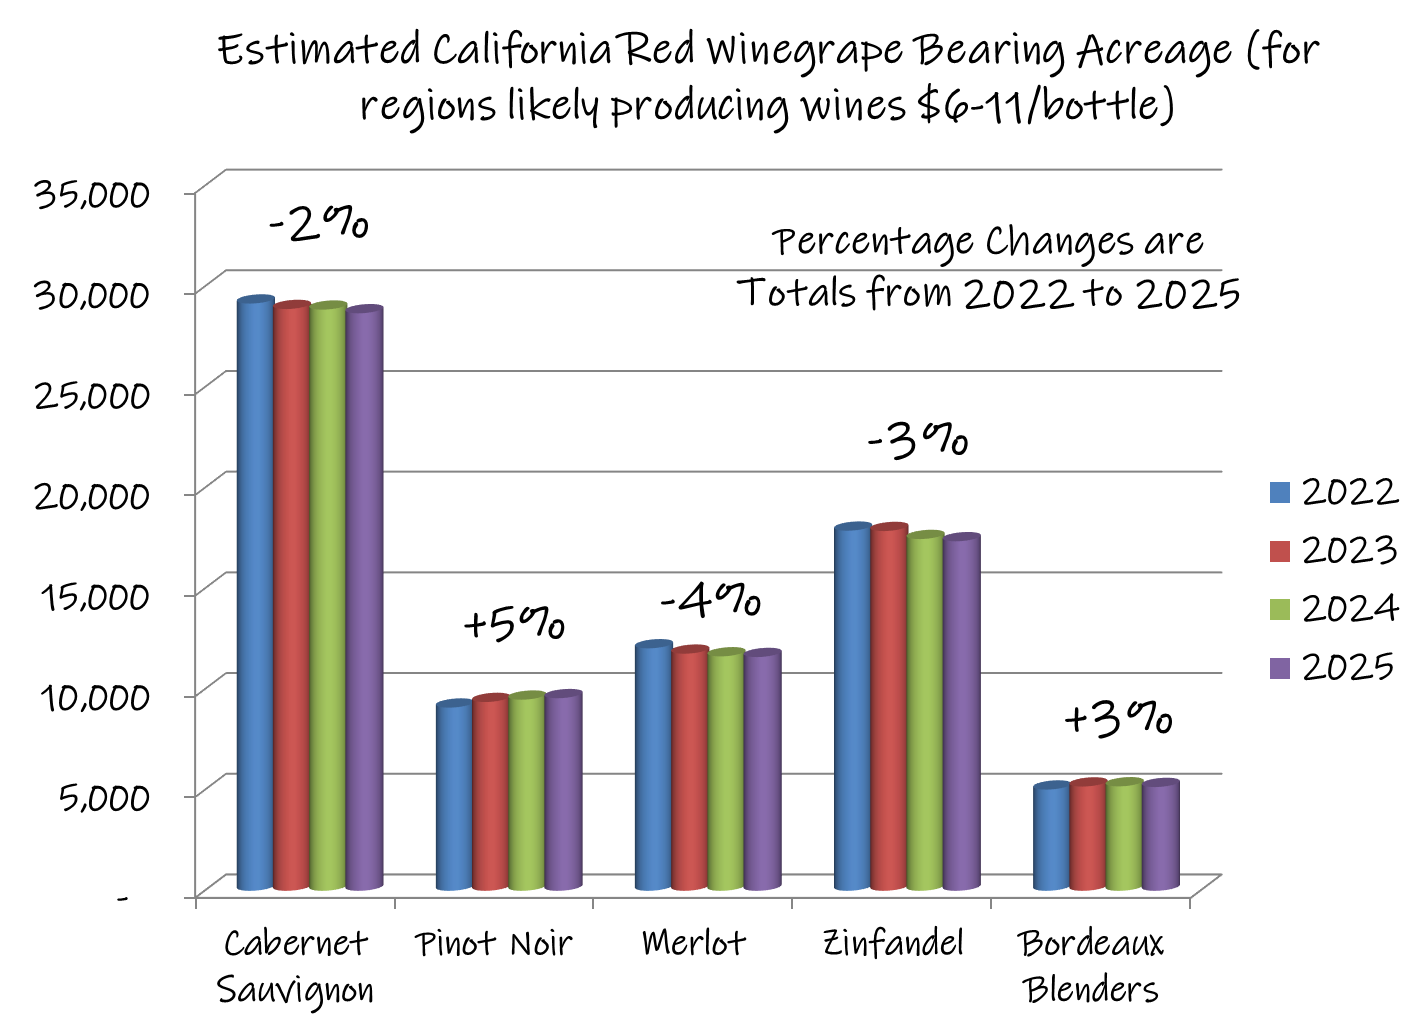 Estimated California Red Winegrape Bearing Acreage (for
regions likely producing wines $6-11/bottle)
35,000
30,000
25,000
20,000
15,000
10,000
5,000
-
-2%
+5%
-4%
-3%
+3%
Percentage Changes are
Totals from 2022 to 2025
2022
2023
2024
2025
Cabernet
Sauvignon
Pinot Noir
Merlot
Zinfandel
Bordeaux
Blenders